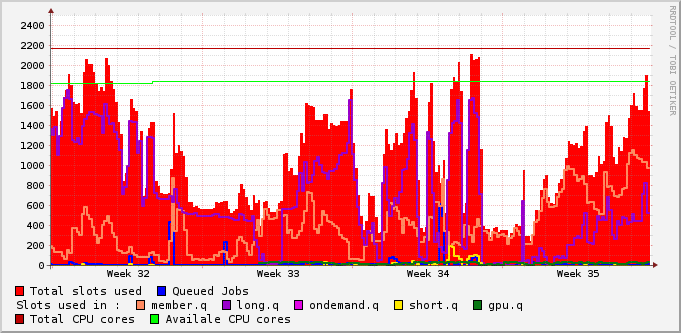 RRDTOOL / TOBI OETIKER
2400
2200
2000
1800
1600
1400
1200
1000
800
600
400
200
0
Week 32 Week 33 Week 34 Week 35
Total slots used Queued Jobs
Slots used in : member.q long.q ondemand.q short.q gpu.q
Total CPU cores Availale CPU cores